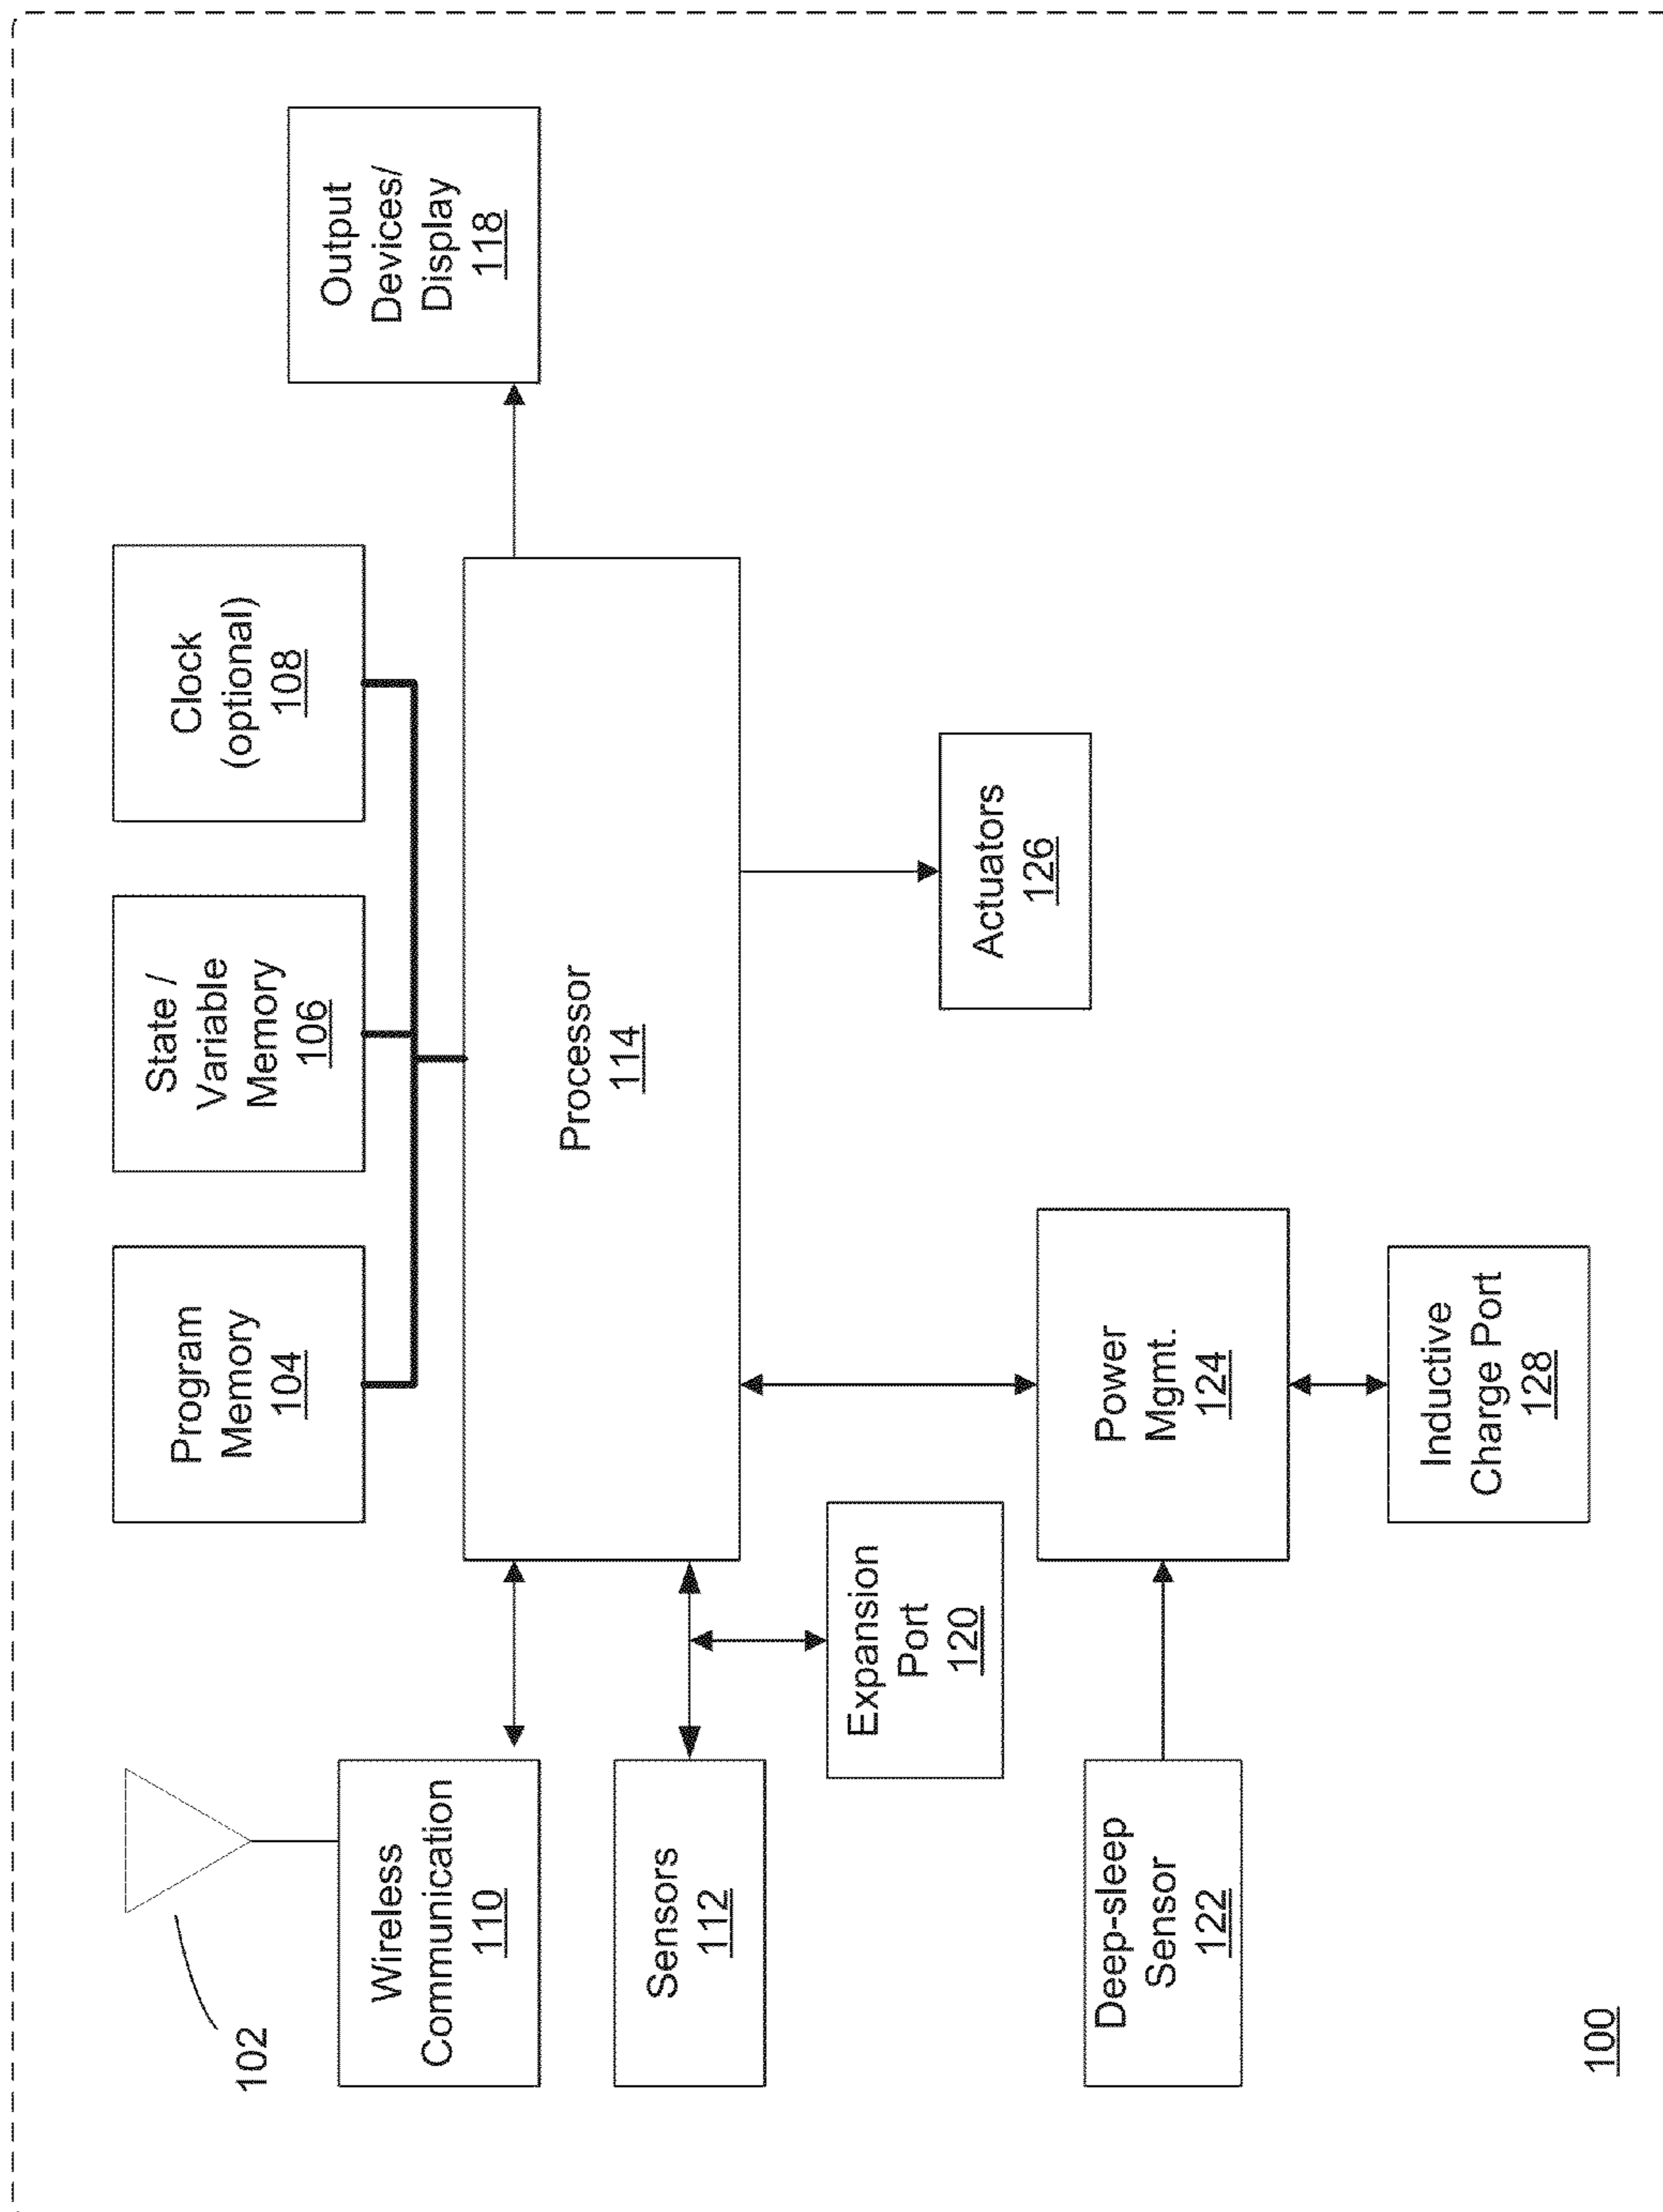 102
Program
Memory
104
State /
Variable
Memory
106
Clock
(optional)
108
Wireless
Communication
110
Processor
114
Output
Devices/
Display
118
Sensors
112
Expansion
Port
120
Actuators
126
Deep-sleep
Sensor
122
Power
Mgmt.
124
Inductive
Charge Port
128
100